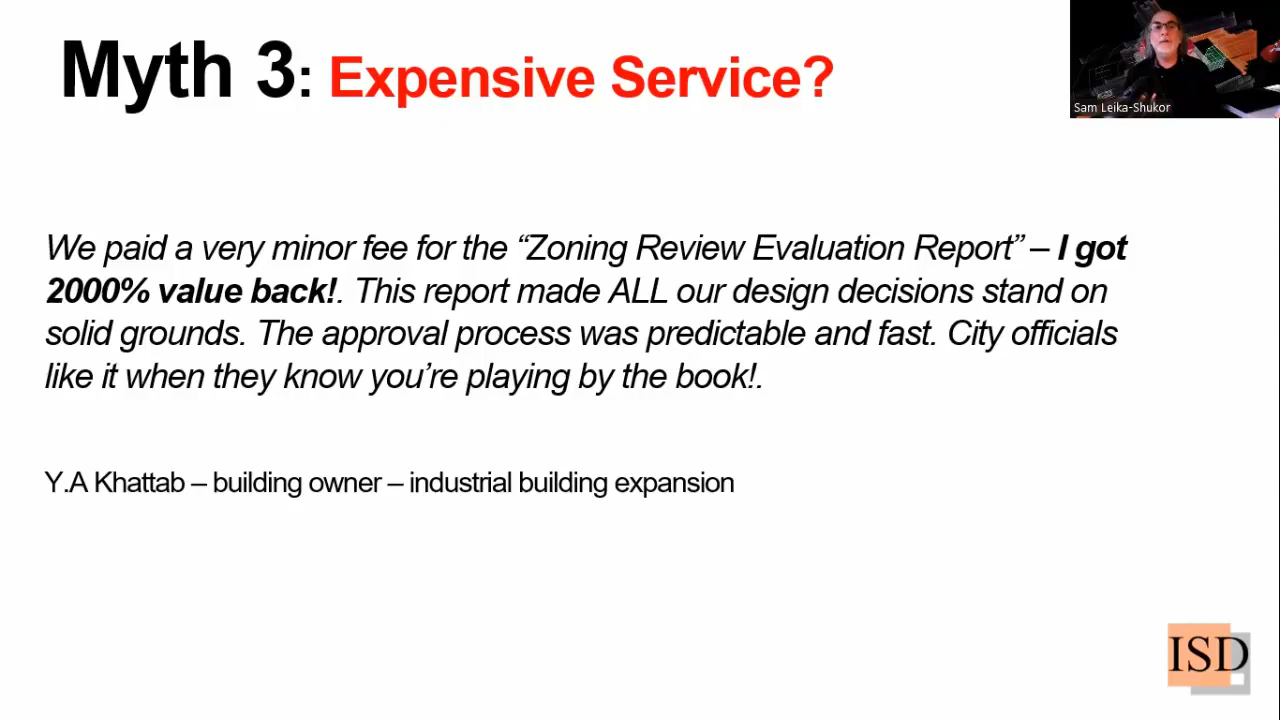 Myth 3: Expensive Service?
Sam Leika-Shukor
We paid a very minor fee for the “Zoning Review Evaluation Report” – I got
2000% value back!. This report made ALL our design decisions stand on
solid grounds. The approval process was predictable and fast. City officials
like it when they know you’re playing by the book!.
Y.A Khattab – building owner – industrial building expansion
ISD